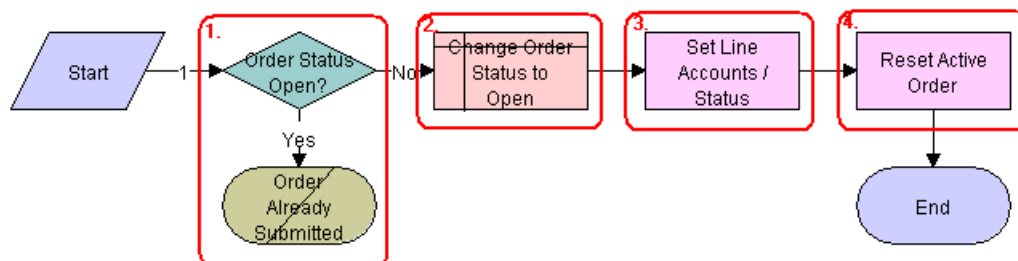 1.
2.
3.
4.
Start
1
Order Status
Open?
No
Change Order
Status to
Open
Set Line
Accounts /
Status
Reset Active
Order
Yes
Order
Already
Submitted
End